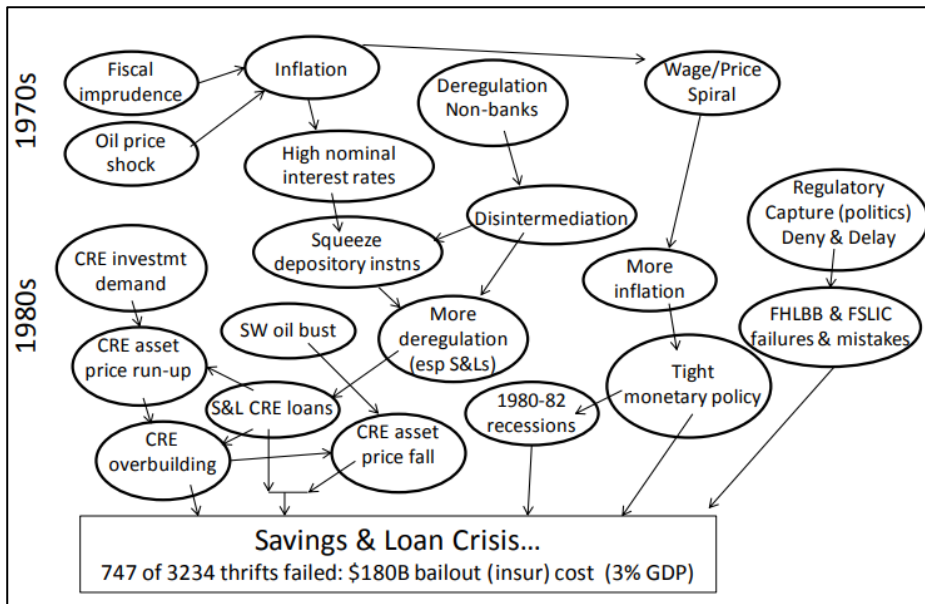 1970s
Fiscal
imprudence
Inflation
Deregulation
Non-banks
Wage/Price
Spiral
Oil price
shock
High nominal
interest rates
Disintermediation
Regulatory
Capture (politics)
Deny & Delay
1980s
CRE investmt
demand
Squeeze
depository instns
More
inflation
SW oil bust
More
deregulation
(esp S&Ls)
FHLBB & FSLIC
failures & mistakes
CRE asset
price run-up
S&L CRE loans
1980-82
recessions
Tight
monetary policy
CRE
overbuilding
CRE asset
price fall
Savings & Loan Crisis...
747 of 3234 thrifts failed: $180B bailout (insur) cost (3% GDP)